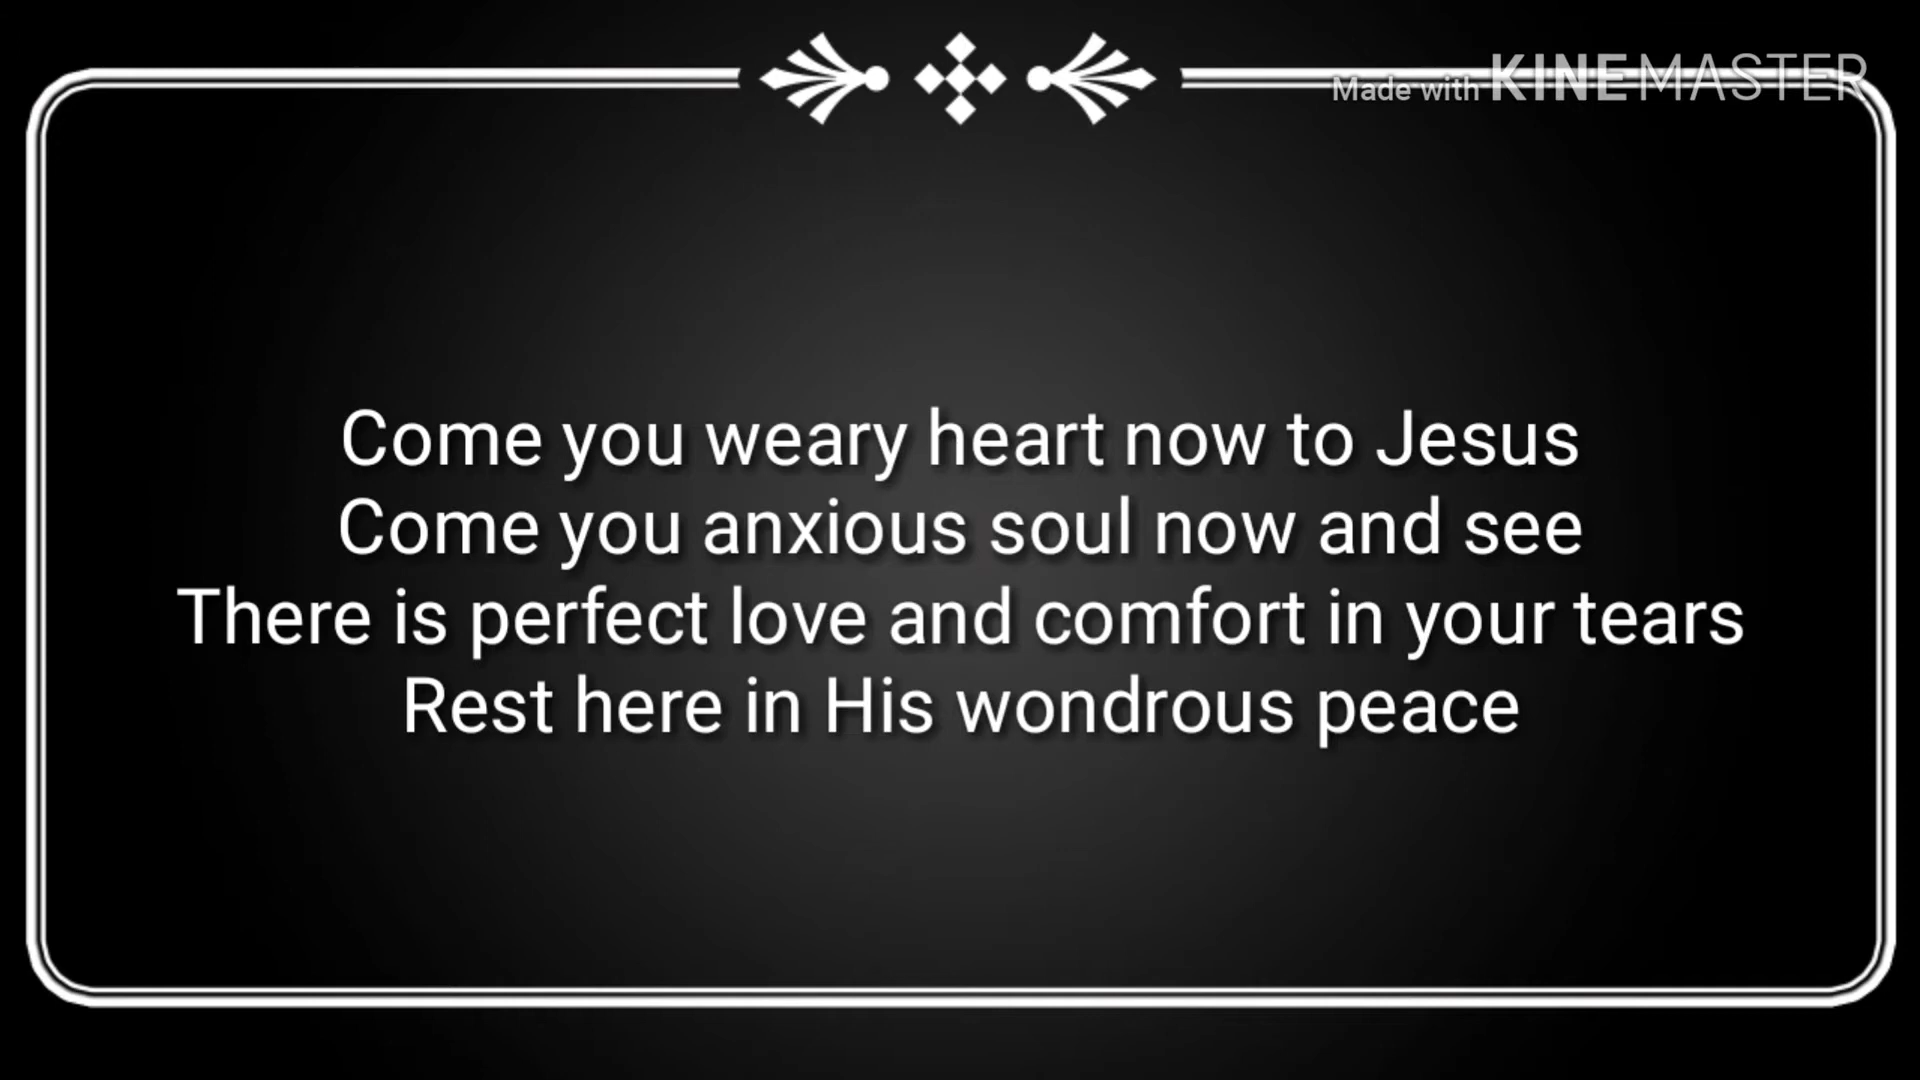 Made with KINEMASTER
Come you weary heart now to Jesus
Come you anxious soul now and see
There is perfect love and comfort in your tears
Rest here in His wondrous peace